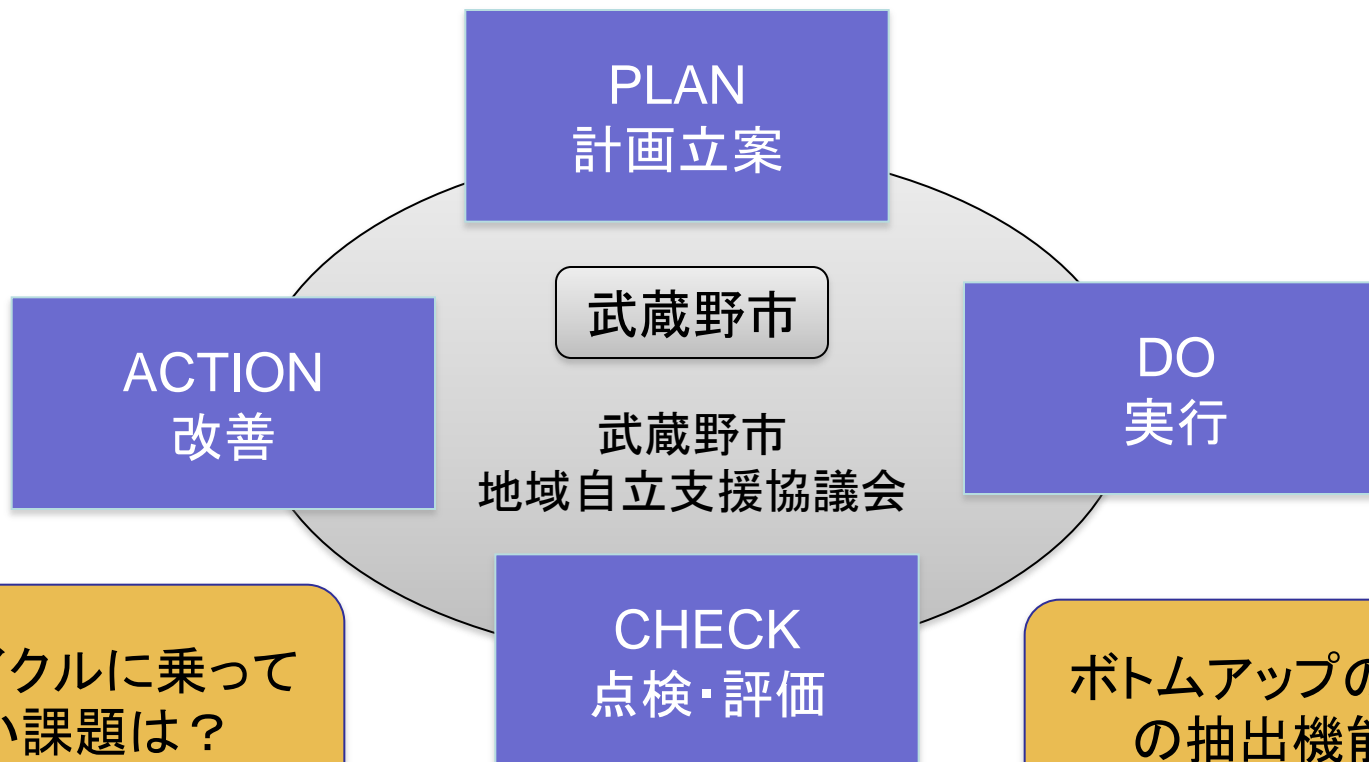 PLAN
計画立案
武蔵野市
ACTION
改善
DO
実行
武蔵野市
地域自立支援協議会
CHECK
点検・評価
イクルに乗って
い課題は？
ボトムアップの
の抽出機能